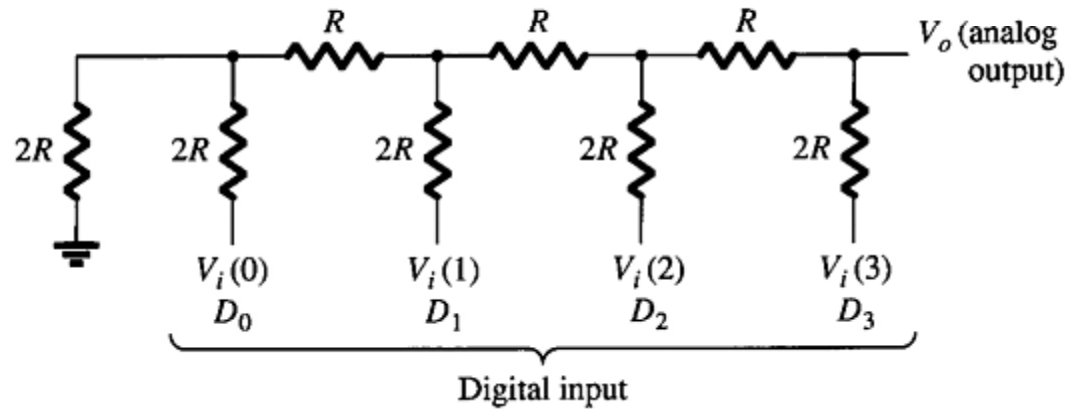 R R R
V_o (analog
output)
2R 2R 2R 2R 2R
V_i(0) V_i(1) V_i(2) V_i(3)
D_0 D_1 D_2 D_3
Digital input